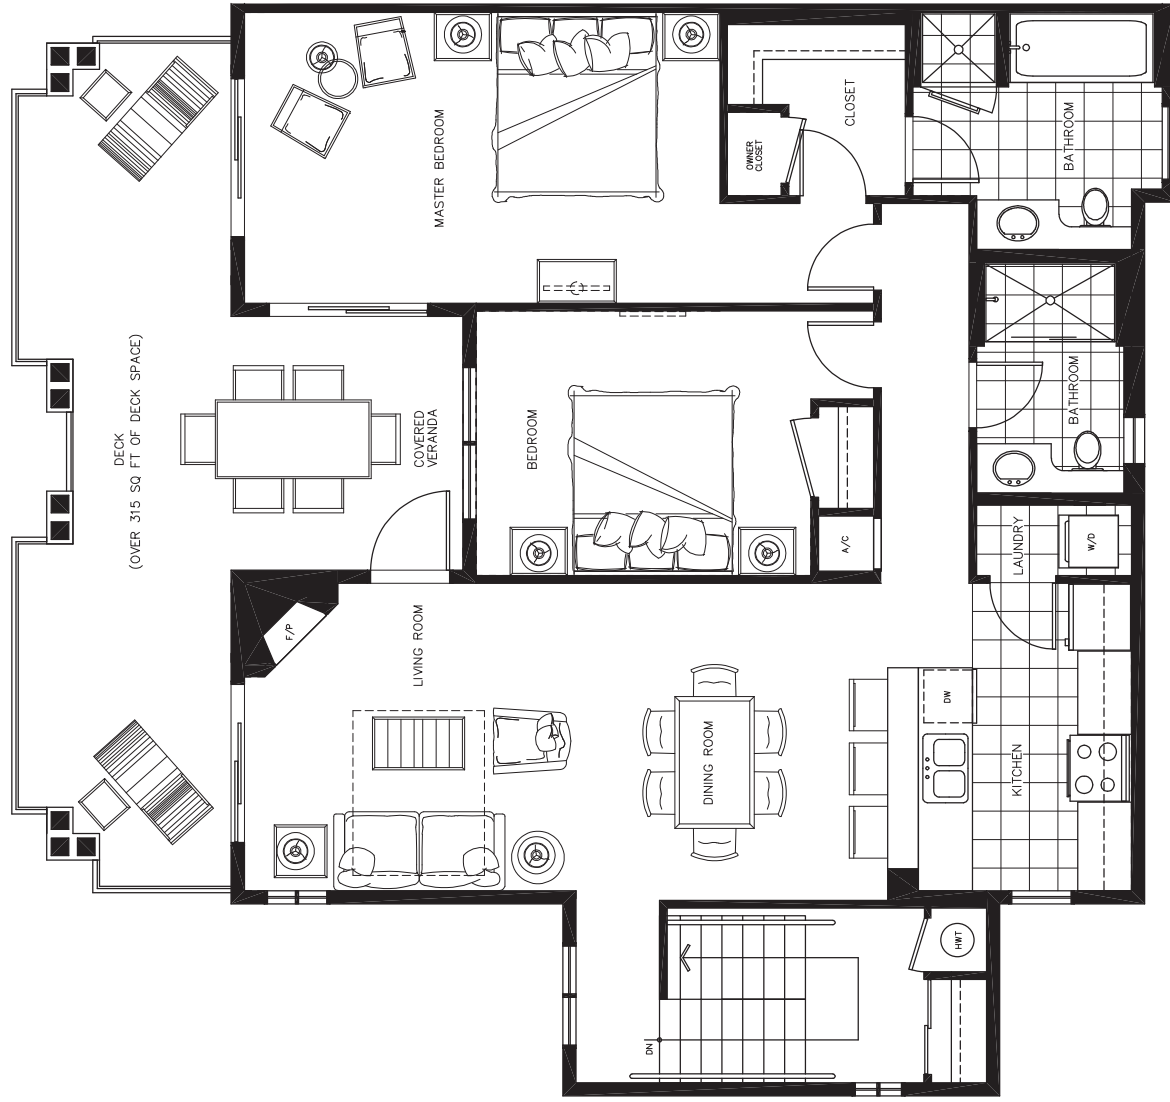 MASTER BEDROOM
OWNER
CLOSET
CLOSET
BATHROOM
DECK
(OVER 315 SQ FT OF DECK SPACE)
COVERED
VERANDA
BEDROOM
BATHROOM
A/C
LAUNDRY
W/D
F/P
LIVING ROOM
DINING ROOM
DW
KITCHEN
DN
HWT